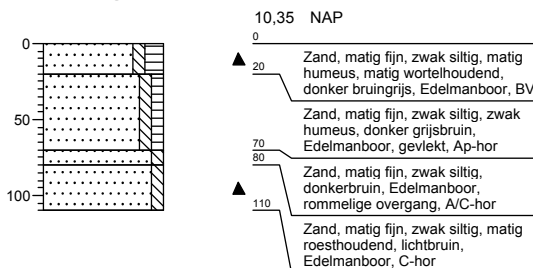 10,35 NAP
0
50
100
0
Zand, matig fijn, zwak siltig, matig
humeus, matig wortelhoudend,
donker bruingrijs, Edelmanboor, BV
20
Zand, matig fijn, zwak siltig, zwak
humeus, donker grijsbruin,
Edelmanboor, gevlekt, Ap-hor
70
Zand, matig fijn, zwak siltig,
donkerbruin, Edelmanboor,
rommelige overgang, A/C-hor
80
Zand, matig fijn, zwak siltig, matig
roesthoudend, lichtbruin,
Edelmanboor, C-hor
110